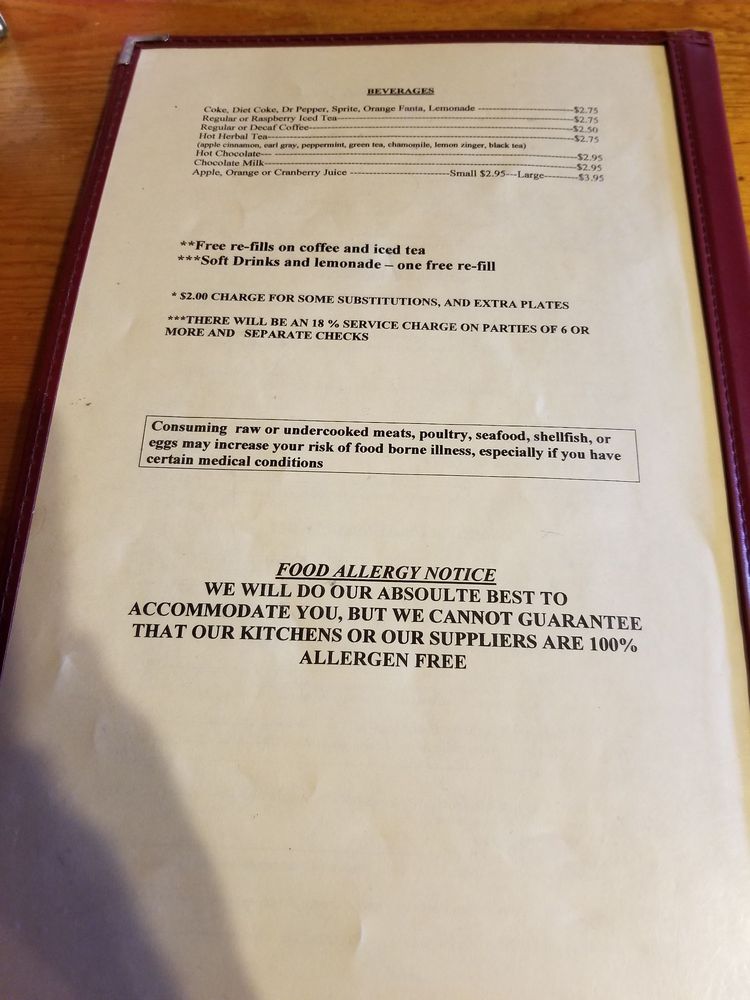 BEVERAGES
Coke, Diet Coke, Dr Pepper, Sprite, Orange Fanta, Lemonade ---------------------$2.75
Regular or Raspberry Iced Tea----------------------------------------------------$2.75
Regular or Decaf Coffee----------------------------------------------------------$2.50
Hot Herbal Tea-------------------------------------------------------------------$2.75
(apple cinnamon, earl gray, peppermint, green tea, chamomile, lemon zinger, black tea)
Hot Chocolate--- ----------------------------------------------------------------$2.95
Chocolate Milk-------------------------------------------------------------------$2.95
Apple, Orange or Cranberry Juice ----------------------Small $2.95---Large--------$3.95
**Free re-fills on coffee and iced tea
***Soft Drinks and lemonade – one free re-fill
* $2.00 CHARGE FOR SOME SUBSTITUTIONS, AND EXTRA PLATES
***THERE WILL BE AN 18 % SERVICE CHARGE ON PARTIES OF 6 OR
MORE AND SEPARATE CHECKS
Consuming raw or undercooked meats, poultry, seafood, shellfish, or
eggs may increase your risk of food borne illness, especially if you have
certain medical conditions
FOOD ALLERGY NOTICE
WE WILL DO OUR ABSOULTE BEST TO
ACCOMMODATE YOU, BUT WE CANNOT GUARANTEE
THAT OUR KITCHENS OR OUR SUPPLIERS ARE 100%
ALLERGEN FREE